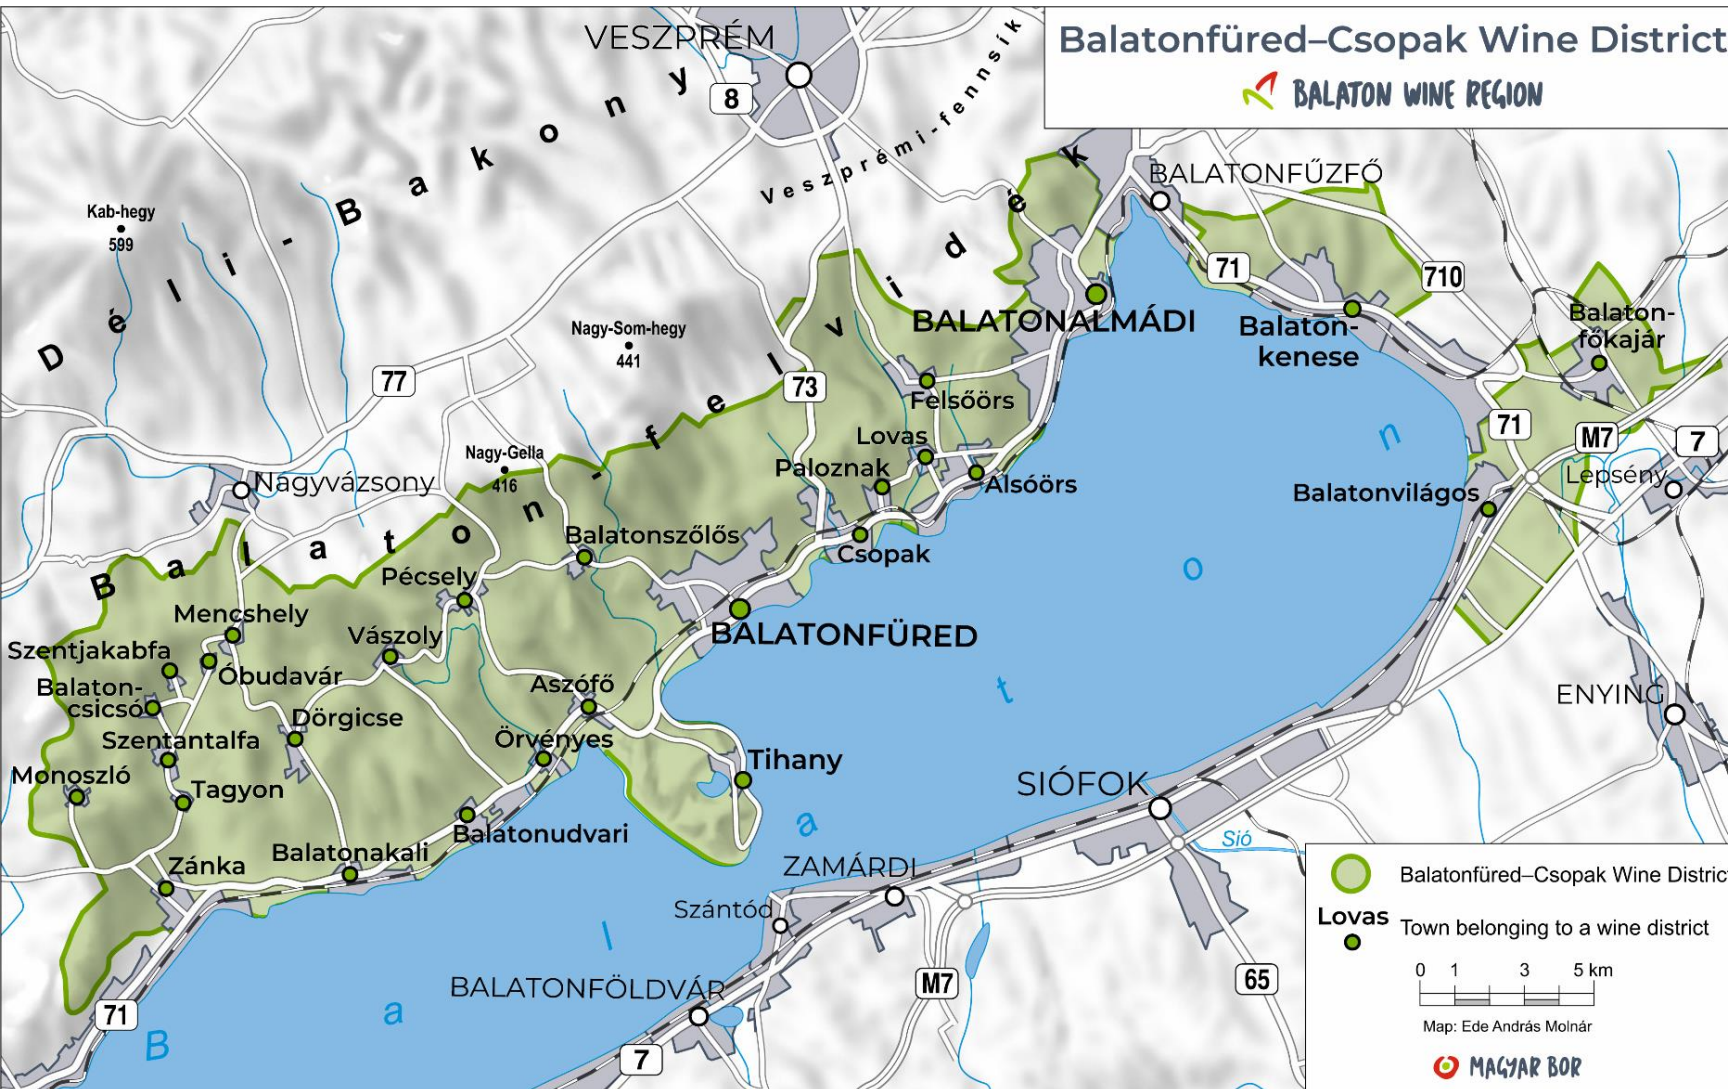 Balatonfüred–Csopak Wine District
BALATON WINE REGION
VESZPRÉM
8
Veszprémi-fennsík
Déli-Bakony
Kab-hegy
599
BALATONFŰZFŐ
71
710
BALATONALMÁDI
Balaton-
kenese
Balaton-
főkajár
Nagy-Som-hegy
441
77
73
Felsőörs
Lovas
Paloznak
Alsóörs
71
M7
7
Lepsény
Balatonvilágos
Nagy-Gella
416
Nagyvázsony
Balaton-felvidék
Balatonszőlős
Csopak
Pécsely
Mencshely
Vászoly
BALATONFÜRED
Szentjakabfa
Óbudavár
Balaton-
csicsó
Aszófő
ENYING
Dörgicse
Szentantalfa
Örvényes
Monoszló
Tagyon
Tihany
SIÓFOK
Balatonudvari
Sió
Balatonakali
Zánka
ZAMÁRDI
Szántód
BALATONFÖLDVÁR
M7
65
71
7
Balaton
Balatonfüred–Csopak Wine Distric
Lovas
Town belonging to a wine district
0 1 3 5 km
Map: Ede András Molnár
MAGYAR BOR